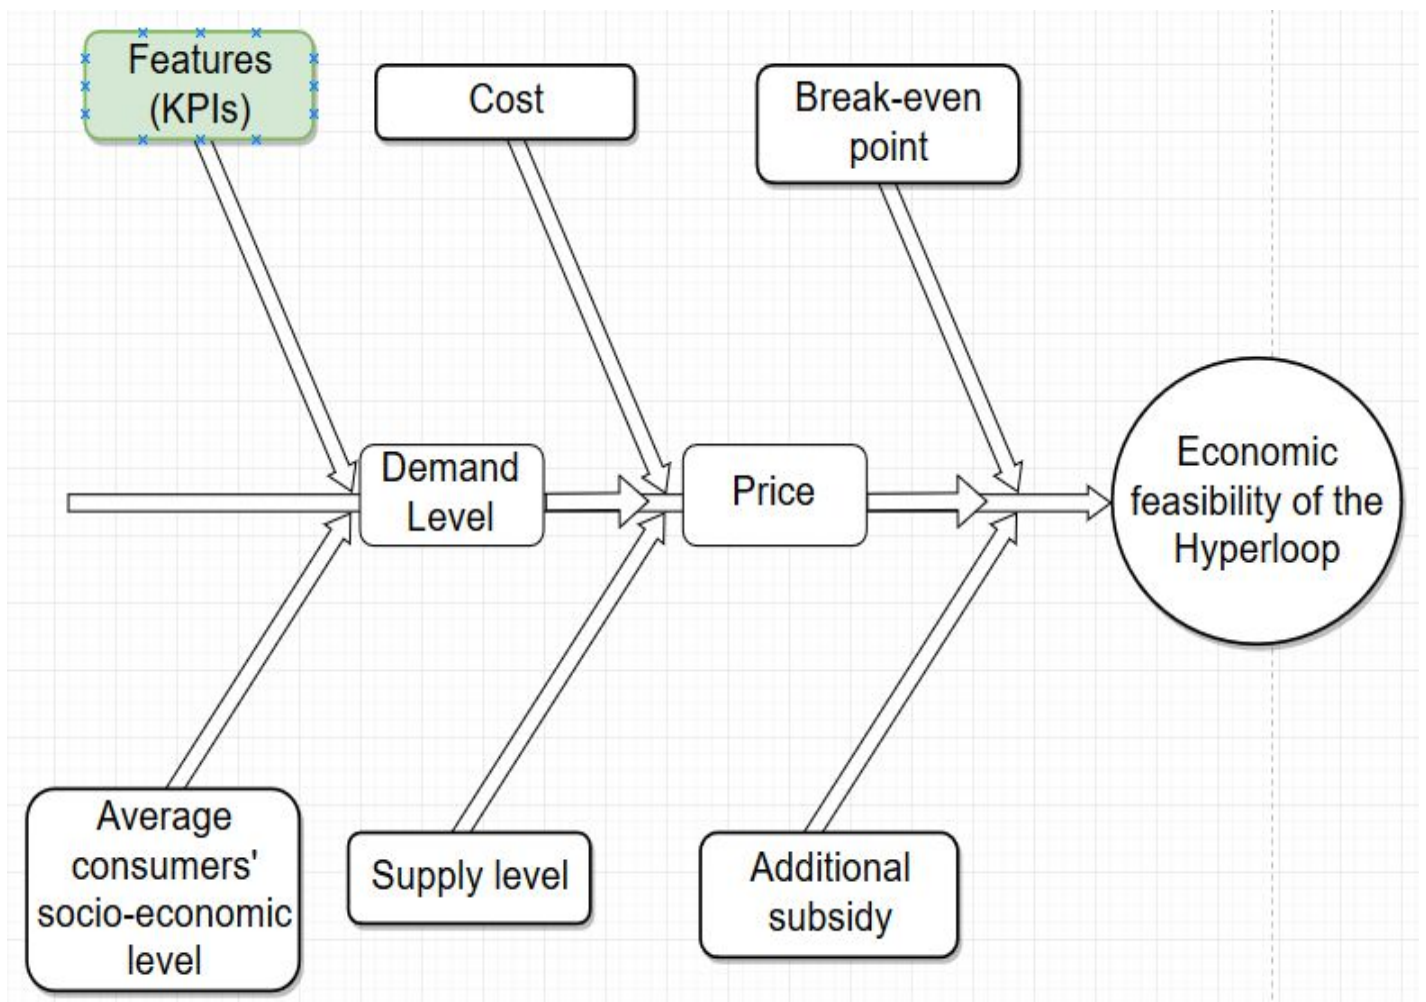 Features
(KPIs)
Cost
Break-even
point
Demand
Level
Price
Economic
feasibility of the
Hyperloop
Average
consumers'
socio-economic
level
Supply level
Additional
subsidy